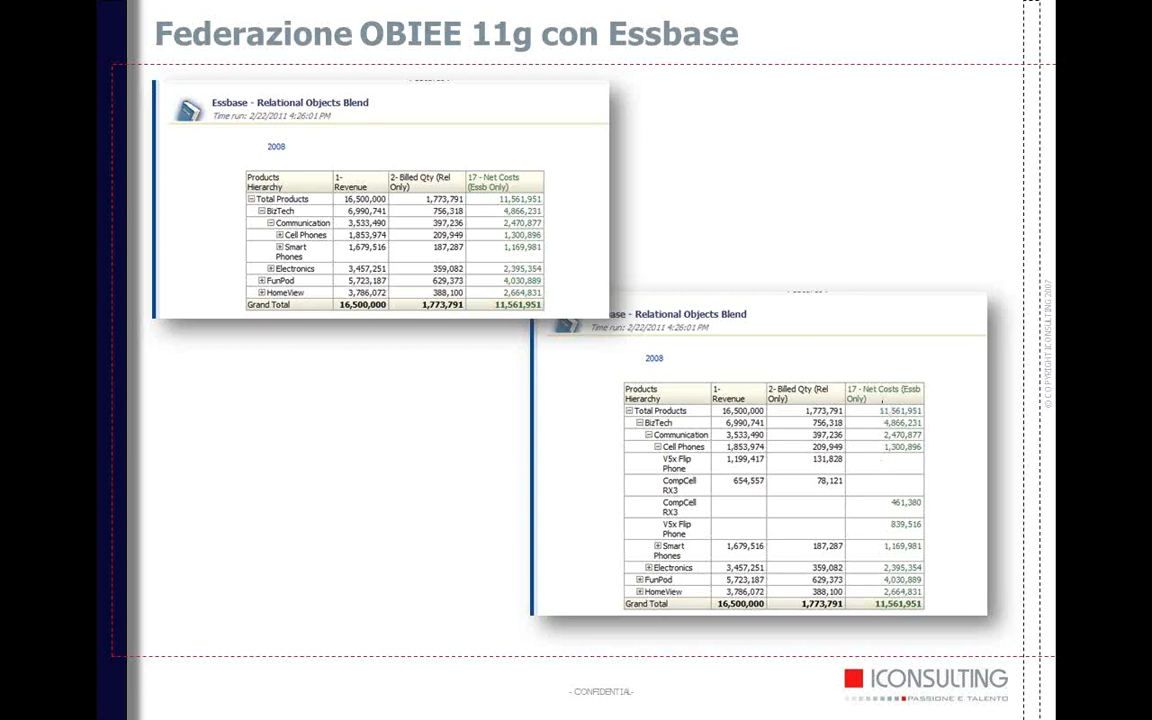 Federazione OBIEE 11g con Essbase
Essbase - Relational Objects Blend
Time run: 2/22/2011 4:26:01 PM
2008
Products Hierarchy 1- Revenue 2- Billed Qty (Rel Only) 17 - Net Costs (Essb Only)
Total Products 16,500,000 1,773,791 11,561,951
BizTech 6,990,741 756,318 4,866,231
Communication 3,533,490 397,236 2,470,877
Cell Phones 1,853,974 209,949 1,300,896
Smart Phones 1,679,516 187,287 1,169,981
Electronics 3,457,251 359,082 2,395,354
FunPod 5,723,187 629,373 4,030,889
HomeView 3,786,072 388,100 2,664,831
Grand Total 16,500,000 1,773,791 11,561,951
base - Relational Objects Blend
Time run: 2/22/2011 4:26:01 PM
2008
Products Hierarchy 1- Revenue 2- Billed Qty (Rel Only) 17 - Net Costs (Essb Only)
Total Products 16,500,000 1,773,791 11,561,951
BizTech 6,990,741 756,318 4,866,231
Communication 3,533,490 397,236 2,470,877
Cell Phones 1,853,974 209,949 1,300,896
V5x Flip Phone 1,199,417 131,828
CompCell RX3 654,557 78,121
CompCell RX3 461,380
V5x Flip Phone 839,516
Smart Phones 1,679,516 187,287 1,169,981
Electronics 3,457,251 359,082 2,395,354
FunPod 5,723,187 629,373 4,030,889
HomeView 3,786,072 388,100 2,664,831
Grand Total 16,500,000 1,773,791 11,561,951
© COPYRIGHT ICONSULTING 2007
- CONFIDENTIAL-
ICONSULTING
PASSIONE E TALENTO